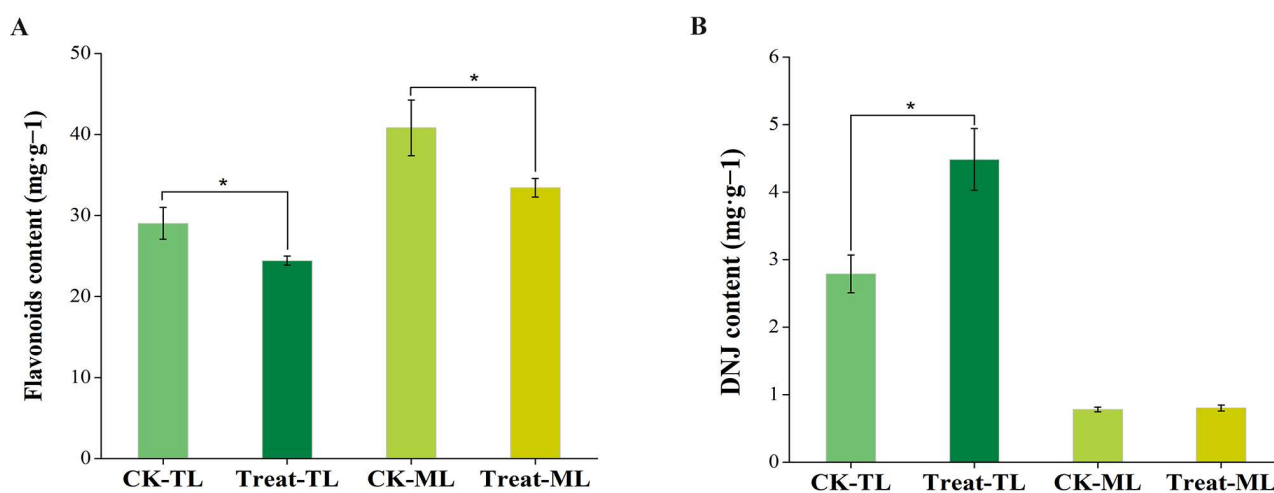 A
B
Flavonoids content (mg·g−1)
50
40
30
20
10
0
*
*
CK-TL
Treat-TL
CK-ML
Treat-ML
DNJ content (mg·g−1)
6
5
4
3
2
1
0
*
CK-TL
Treat-TL
CK-ML
Treat-ML